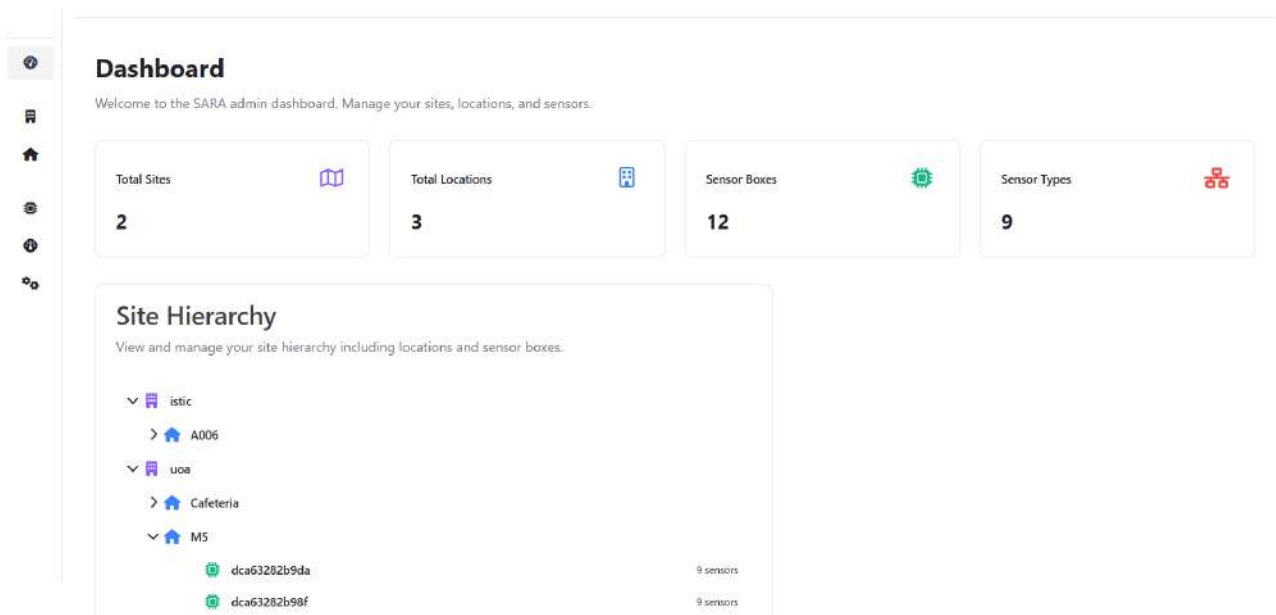 Dashboard
Welcome to the SARA admin dashboard. Manage your sites, locations, and sensors.
Total Sites
2
Total Locations
3
Sensor Boxes
12
Sensor Types
9
Site Hierarchy
View and manage your site hierarchy including locations and sensor boxes.
istic
A006
uoa
Cafeteria
M5
dca63282b9da 9 sensors
dca63282b98f 9 sensors